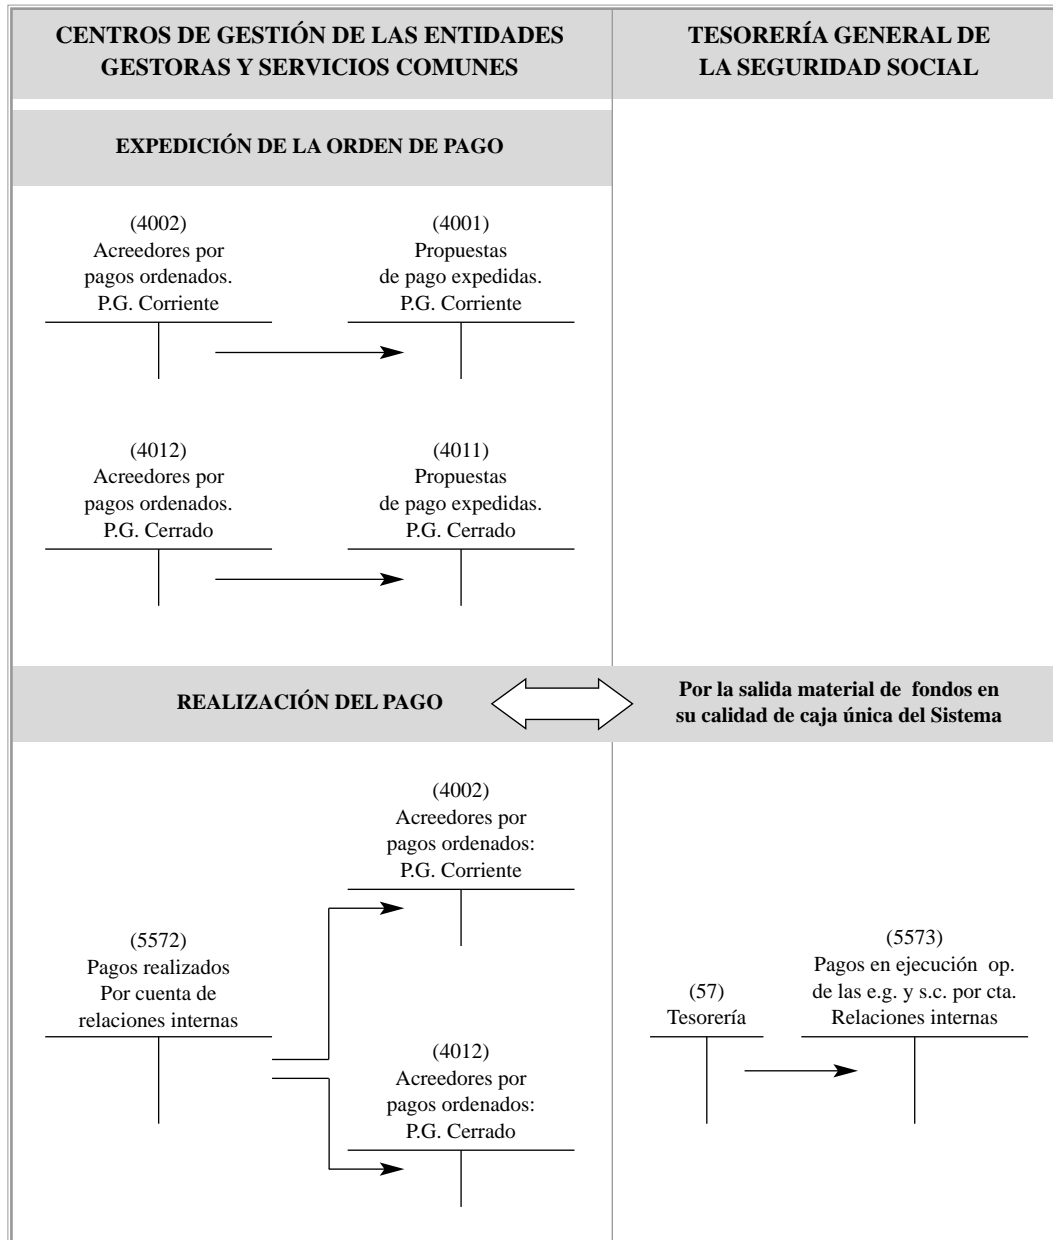 CENTROS DE GESTIÓN DE LAS ENTIDADES
GESTORAS Y SERVICIOS COMUNES
TESORERÍA GENERAL DE
LA SEGURIDAD SOCIAL
EXPEDICIÓN DE LA ORDEN DE PAGO
(4002)
Acreedores por
pagos ordenados.
P.G. Corriente
(4001)
Propuestas
de pago expedidas.
P.G. Corriente
(4012)
Acreedores por
pagos ordenados.
P.G. Cerrado
(4011)
Propuestas
de pago expedidas.
P.G. Cerrado
REALIZACIÓN DEL PAGO
Por la salida material de fondos en
su calidad de caja única del Sistema
(4002)
Acreedores por
pagos ordenados:
P.G. Corriente
(5572)
Pagos realizados
Por cuenta de
relaciones internas
(4012)
Acreedores por
pagos ordenados:
P.G. Cerrado
(57)
Tesorería
(5573)
Pagos en ejecución op.
de las e.g. y s.c. por cta.
Relaciones internas